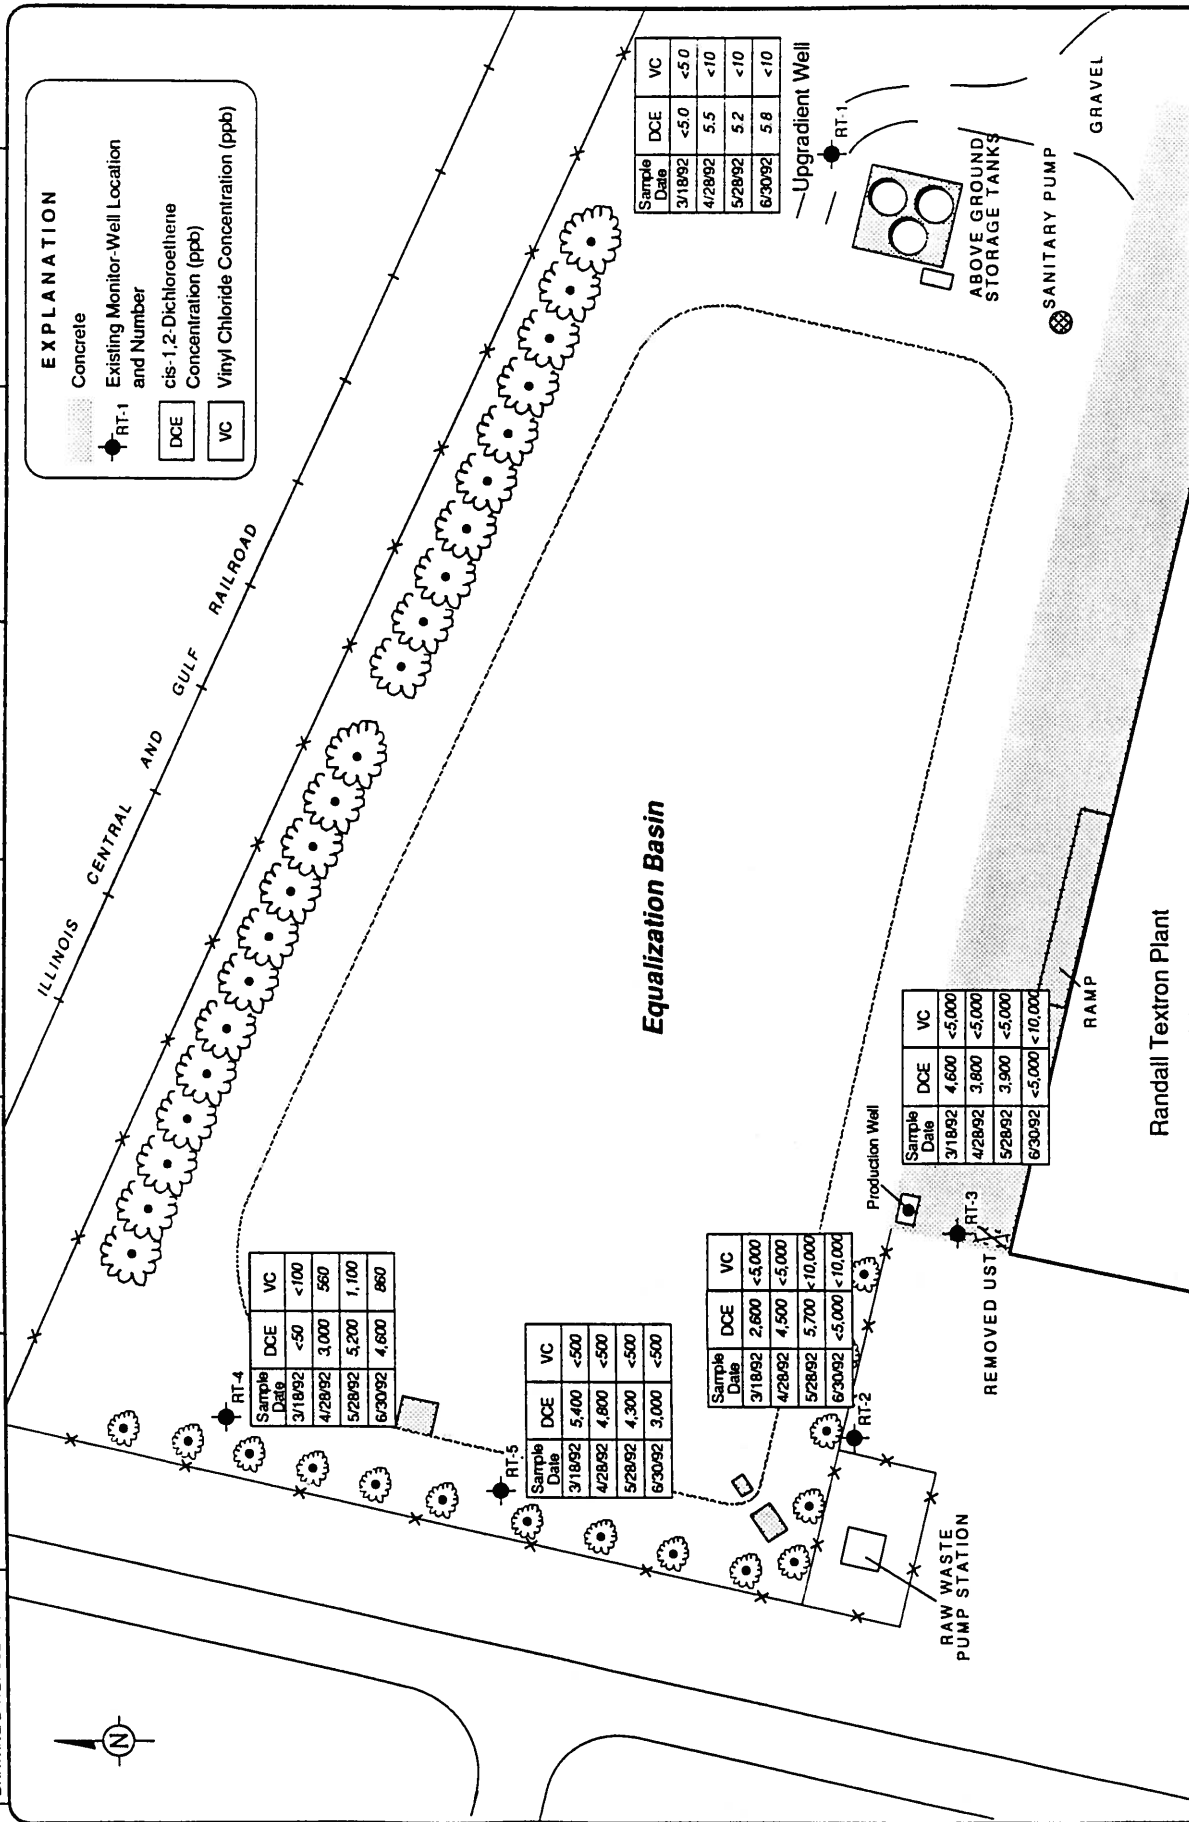 EXPLANATION
Concrete
RT-1
Existing Monitor-Well Location
and Number
DCE
cis-1,2-Dichloroethene
Concentration (ppb)
VC
Vinyl Chloride Concentration (ppb)
ILLINOIS CENTRAL AND GULF RAILROAD
N
RT-4
Sample Date DCE VC
3/18/92 <50 <100
4/28/92 3,000 560
5/28/92 5,200 1,100
6/30/92 4,600 860
RT-5
Sample Date DCE VC
3/18/92 5,400 <500
4/28/92 4,800 <500
5/28/92 4,300 <500
6/30/92 3,000 <500
Sample Date DCE VC
3/18/92 2,600 <5,000
4/28/92 4,500 <5,000
5/28/92 5,700 <10,000
6/30/92 <5,000 <10,000
RT-2
Equalization Basin
Sample Date DCE VC
3/18/92 <5.0 <5.0
4/28/92 5.5 <10
5/28/92 5.2 <10
6/30/92 5.8 <10
Upgradient Well
RT-1
ABOVE GROUND
STORAGE TANKS
SANITARY PUMP
GRAVEL
Production Well
RT-3
REMOVED UST
Sample Date DCE VC
3/18/92 4,600 <5,000
4/28/92 3,800 <5,000
5/28/92 3,900 <5,000
6/30/92 <5,000 <10,000
RAMP
RAW WASTE
PUMP STATION
Randall Textron Plant